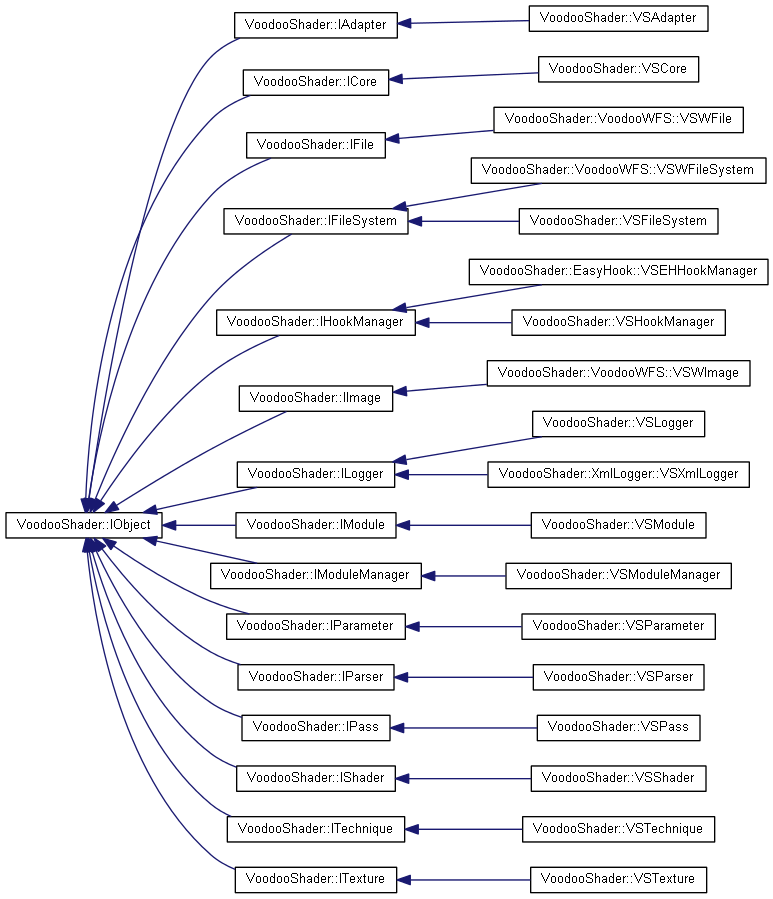 VoodooShader::IAdapter
VoodooShader::VSAdapter
VoodooShader::ICore
VoodooShader::VSCore
VoodooShader::IFile
VoodooShader::VoodooWFS::VSWFile
VoodooShader::IFileSystem
VoodooShader::VoodooWFS::VSWFileSystem
VoodooShader::VSFileSystem
VoodooShader::IHookManager
VoodooShader::EasyHook::VSEHHookManager
VoodooShader::VSHookManager
VoodooShader::IImage
VoodooShader::VoodooWFS::VSWImage
VoodooShader::ILogger
VoodooShader::VSLogger
VoodooShader::XmlLogger::VSXmlLogger
VoodooShader::IObject
VoodooShader::IModule
VoodooShader::VSModule
VoodooShader::IModuleManager
VoodooShader::VSModuleManager
VoodooShader::IParameter
VoodooShader::VSParameter
VoodooShader::IParser
VoodooShader::VSParser
VoodooShader::IPass
VoodooShader::VSPass
VoodooShader::IShader
VoodooShader::VSShader
VoodooShader::ITechnique
VoodooShader::VSTechnique
VoodooShader::ITexture
VoodooShader::VSTexture